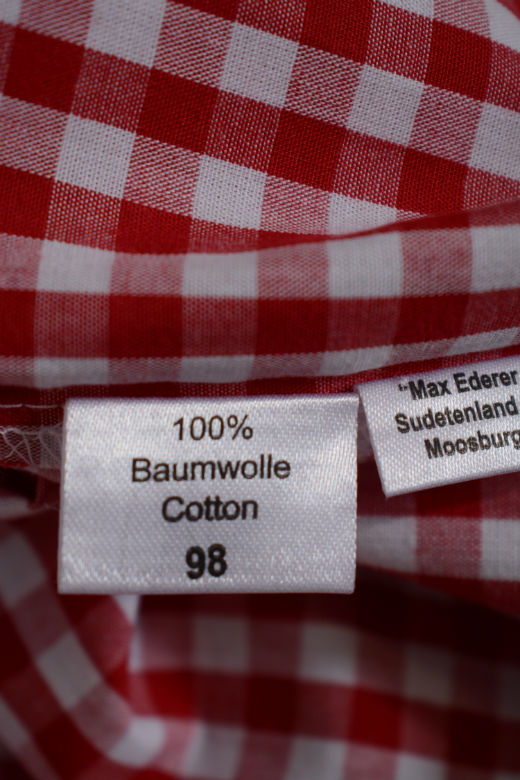 100%
Baumwolle
Cotton
98
"Max Ederer
Sudetenland
Moosburg